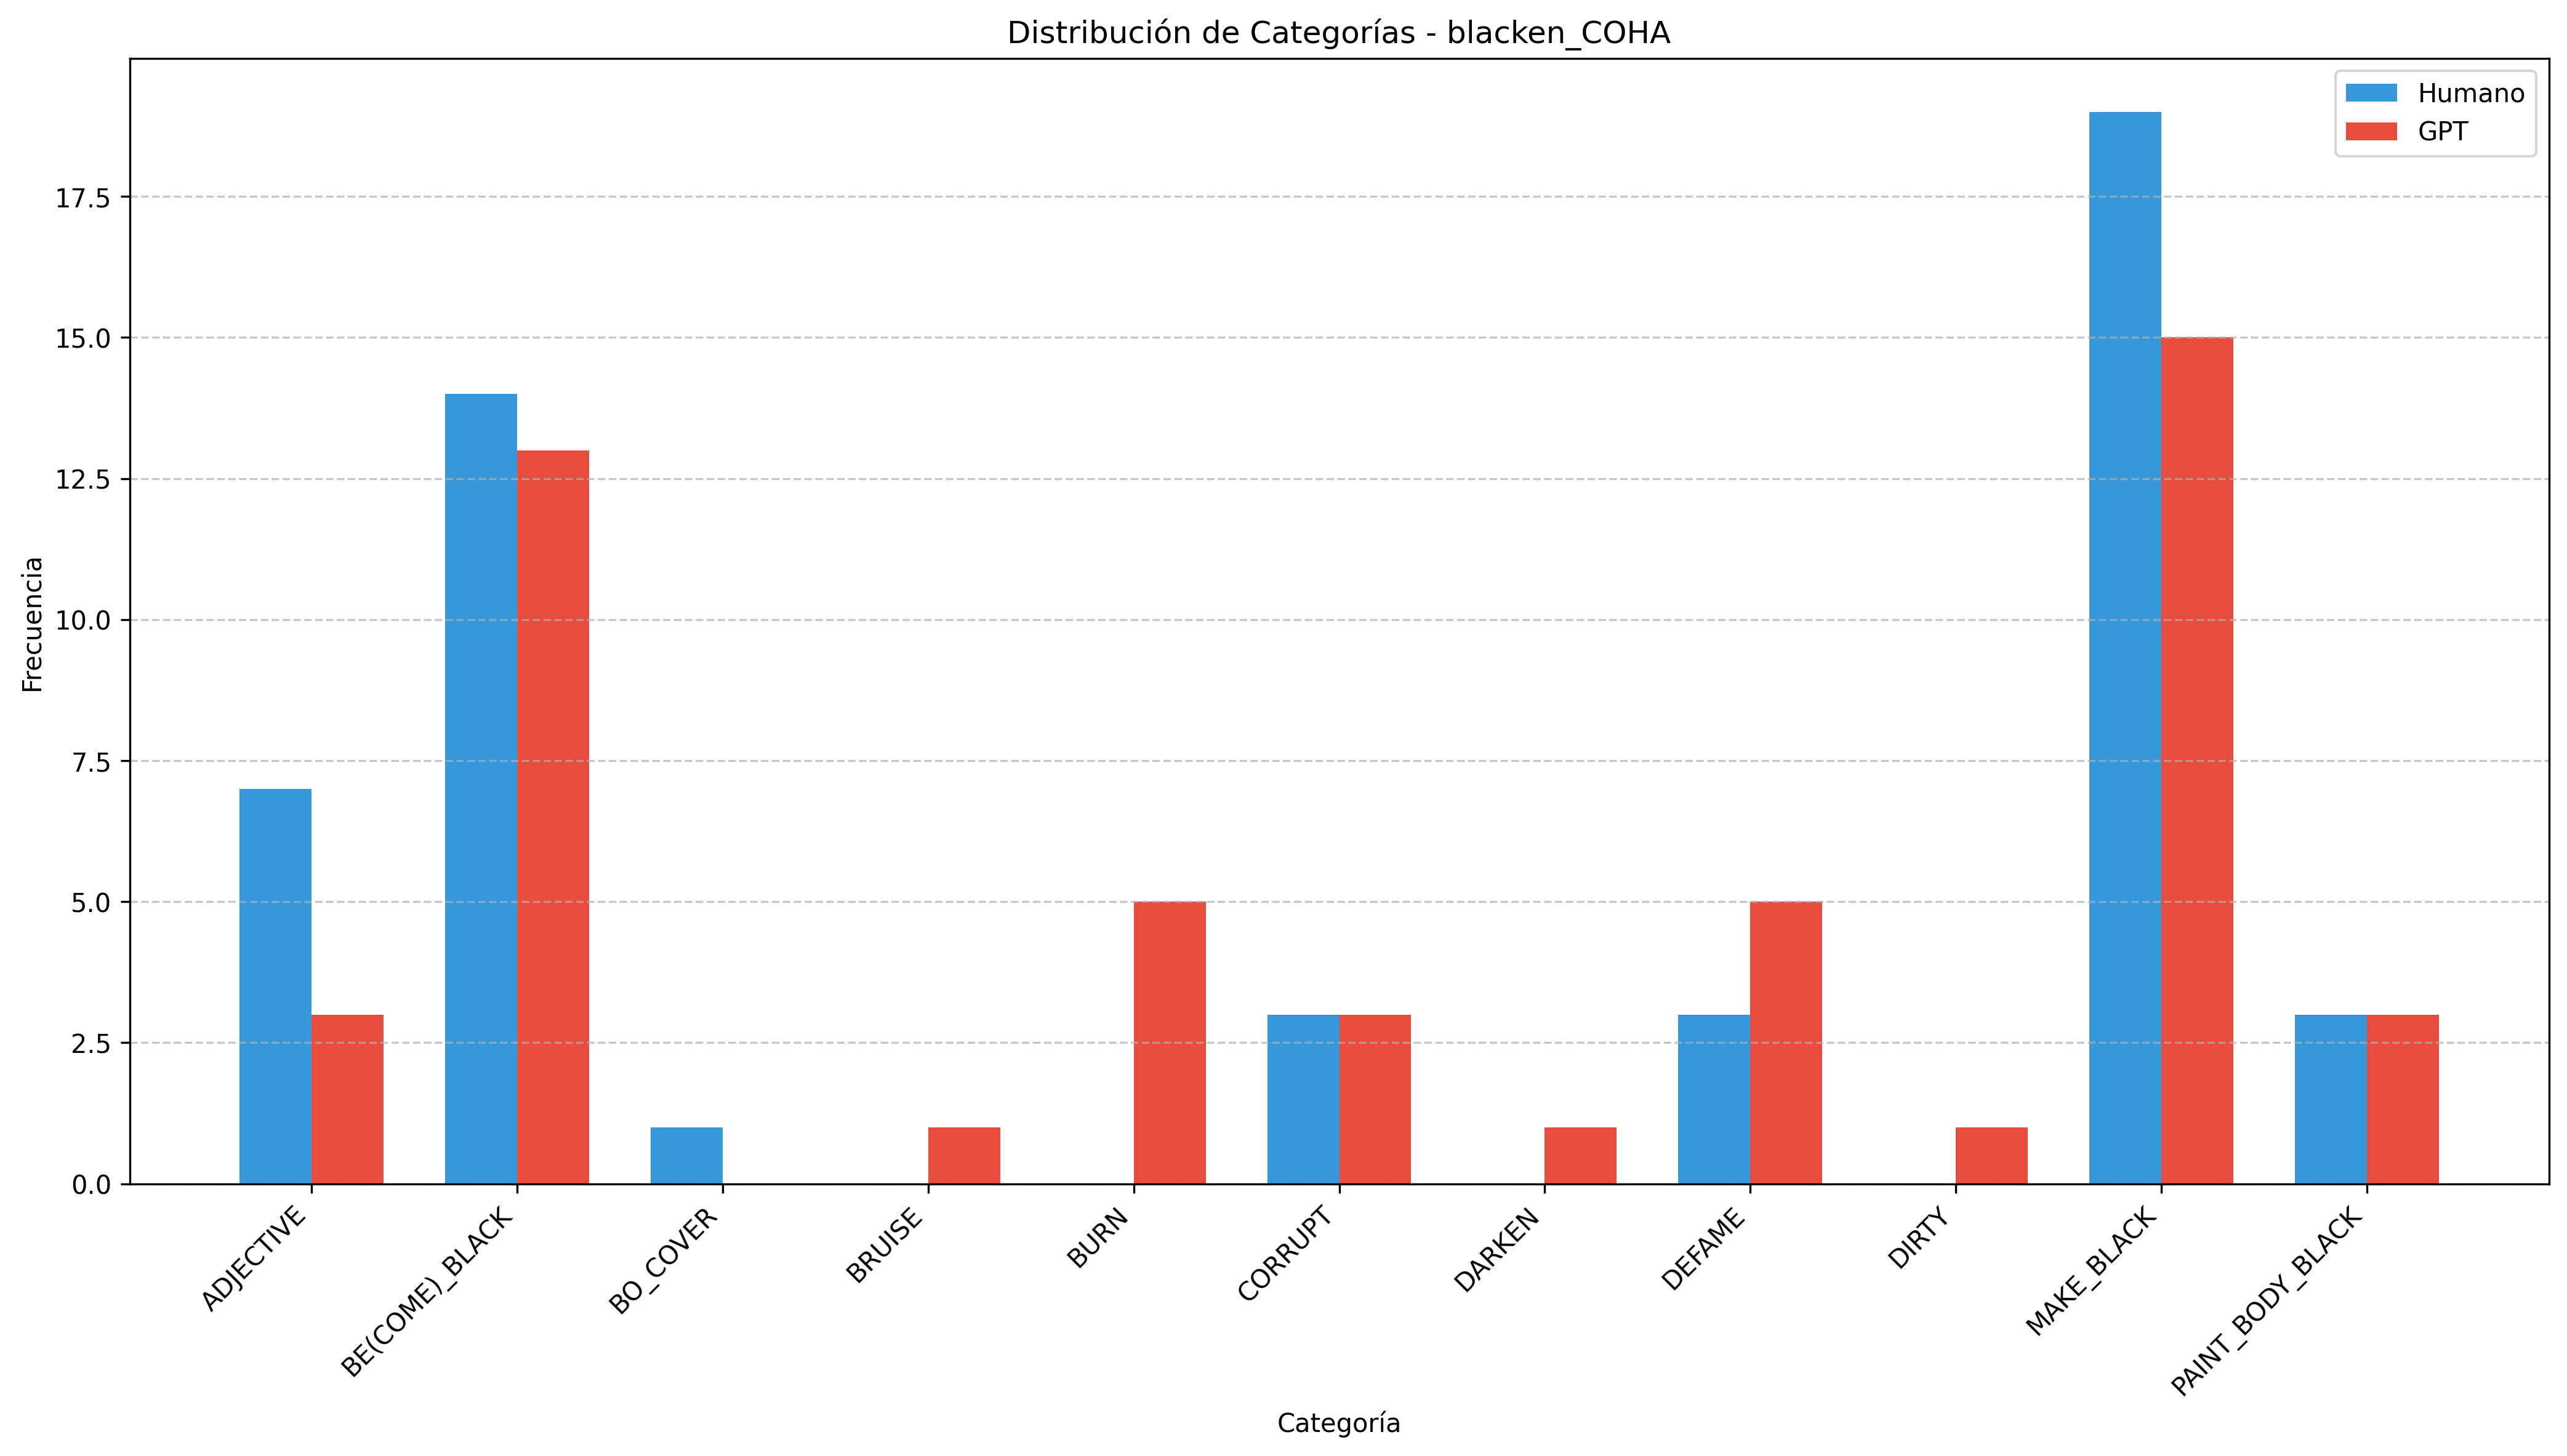 Distribución de Categorías - blacken_COHA
Humano
GPT
Frecuencia
17.5
15.0
12.5
10.0
7.5
5.0
2.5
0.0
ADJECTIVE
BE(COME)_BLACK
BO_COVER
BRUISE
BURN
CORRUPT
DARKEN
DEFAME
DIRTY
MAKE_BLACK
PAINT_BODY_BLACK
Categoría